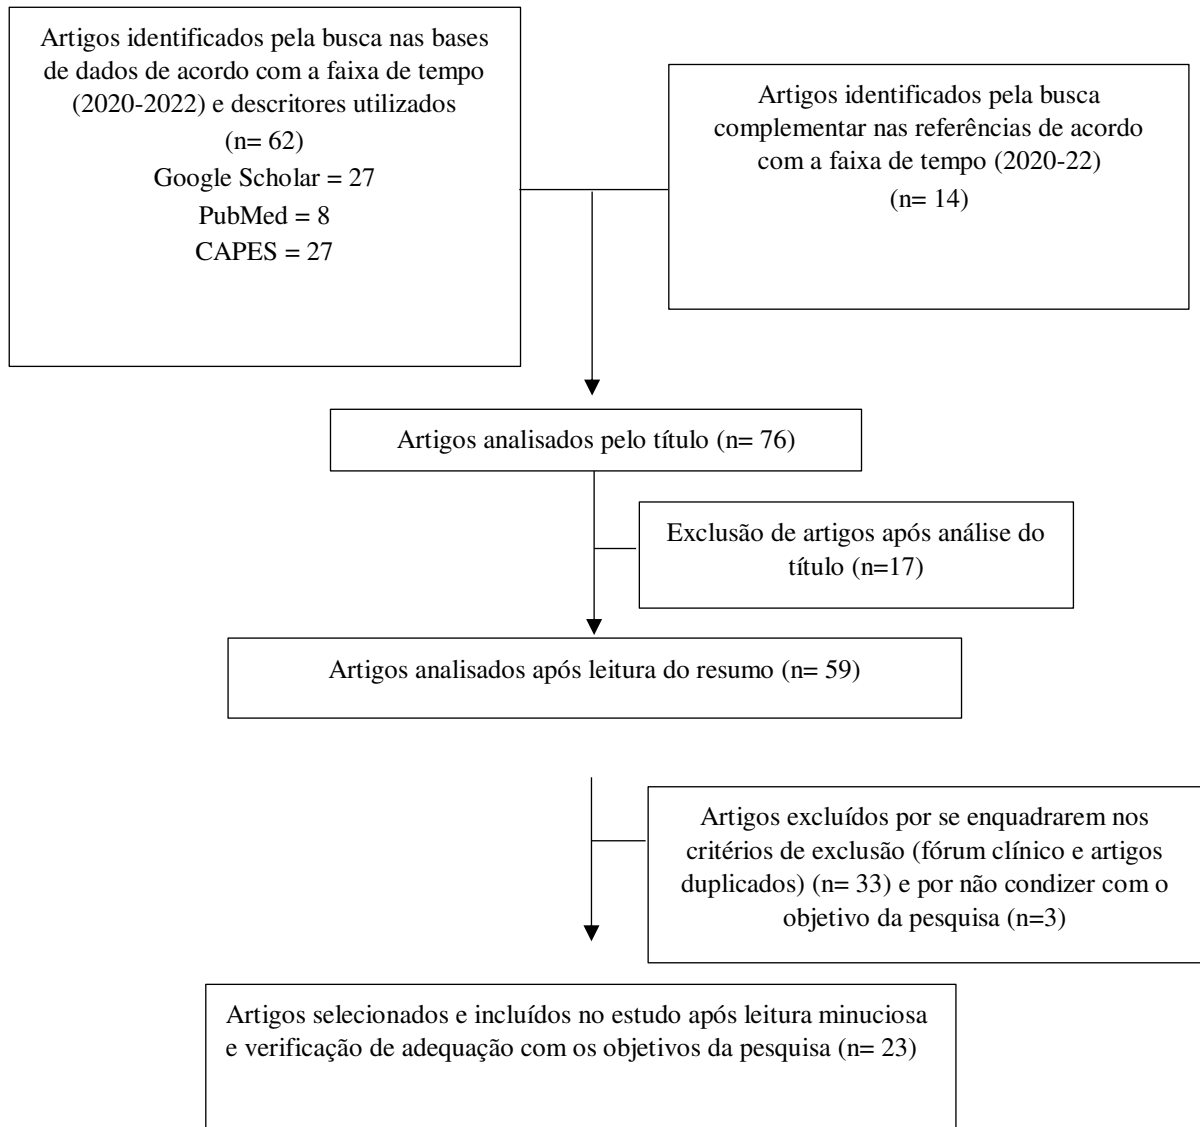 Artigos identificados pela busca nas bases
de dados de acordo com a faixa de tempo
(2020-2022) e descritores utilizados
(n= 62)
Google Scholar = 27
PubMed = 8
CAPES = 27
Artigos identificados pela busca
complementar nas referências de acordo
com a faixa de tempo (2020-22)
(n= 14)
Artigos analisados pelo título (n= 76)
Exclusão de artigos após análise do
título (n=17)
Artigos analisados após leitura do resumo (n= 59)
Artigos excluídos por se enquadrarem nos
critérios de exclusão (fórum clínico e artigos
duplicados) (n= 33) e por não condizer com o
objetivo da pesquisa (n=3)
Artigos selecionados e incluídos no estudo após leitura minuciosa
e verificação de adequação com os objetivos da pesquisa (n= 23)